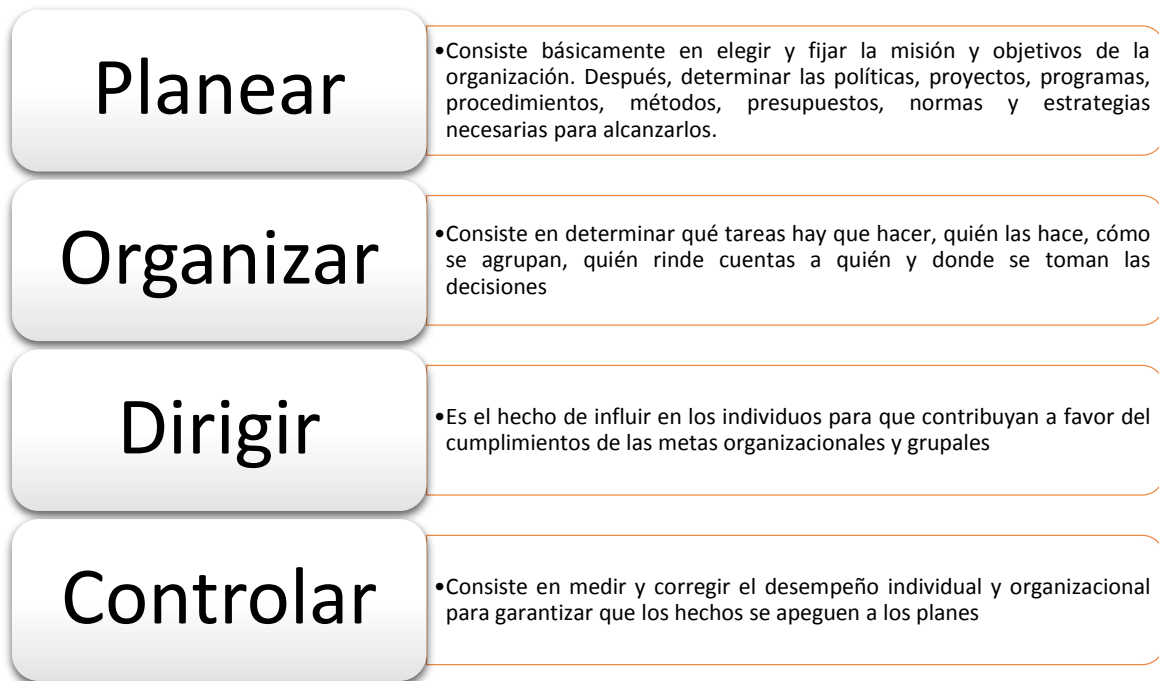 Planear
•Consiste básicamente en elegir y fijar la misión y objetivos de la
organización. Después, determinar las políticas, proyectos, programas,
procedimientos, métodos, presupuestos, normas y estrategias
necesarias para alcanzarlos.
Organizar
•Consiste en determinar qué tareas hay que hacer, quién las hace, cómo
se agrupan, quién rinde cuentas a quién y donde se toman las
decisiones
Dirigir
•Es el hecho de influir en los individuos para que contribuyan a favor del
cumplimientos de las metas organizacionales y grupales
Controlar
•Consiste en medir y corregir el desempeño individual y organizacional
para garantizar que los hechos se apeguen a los planes